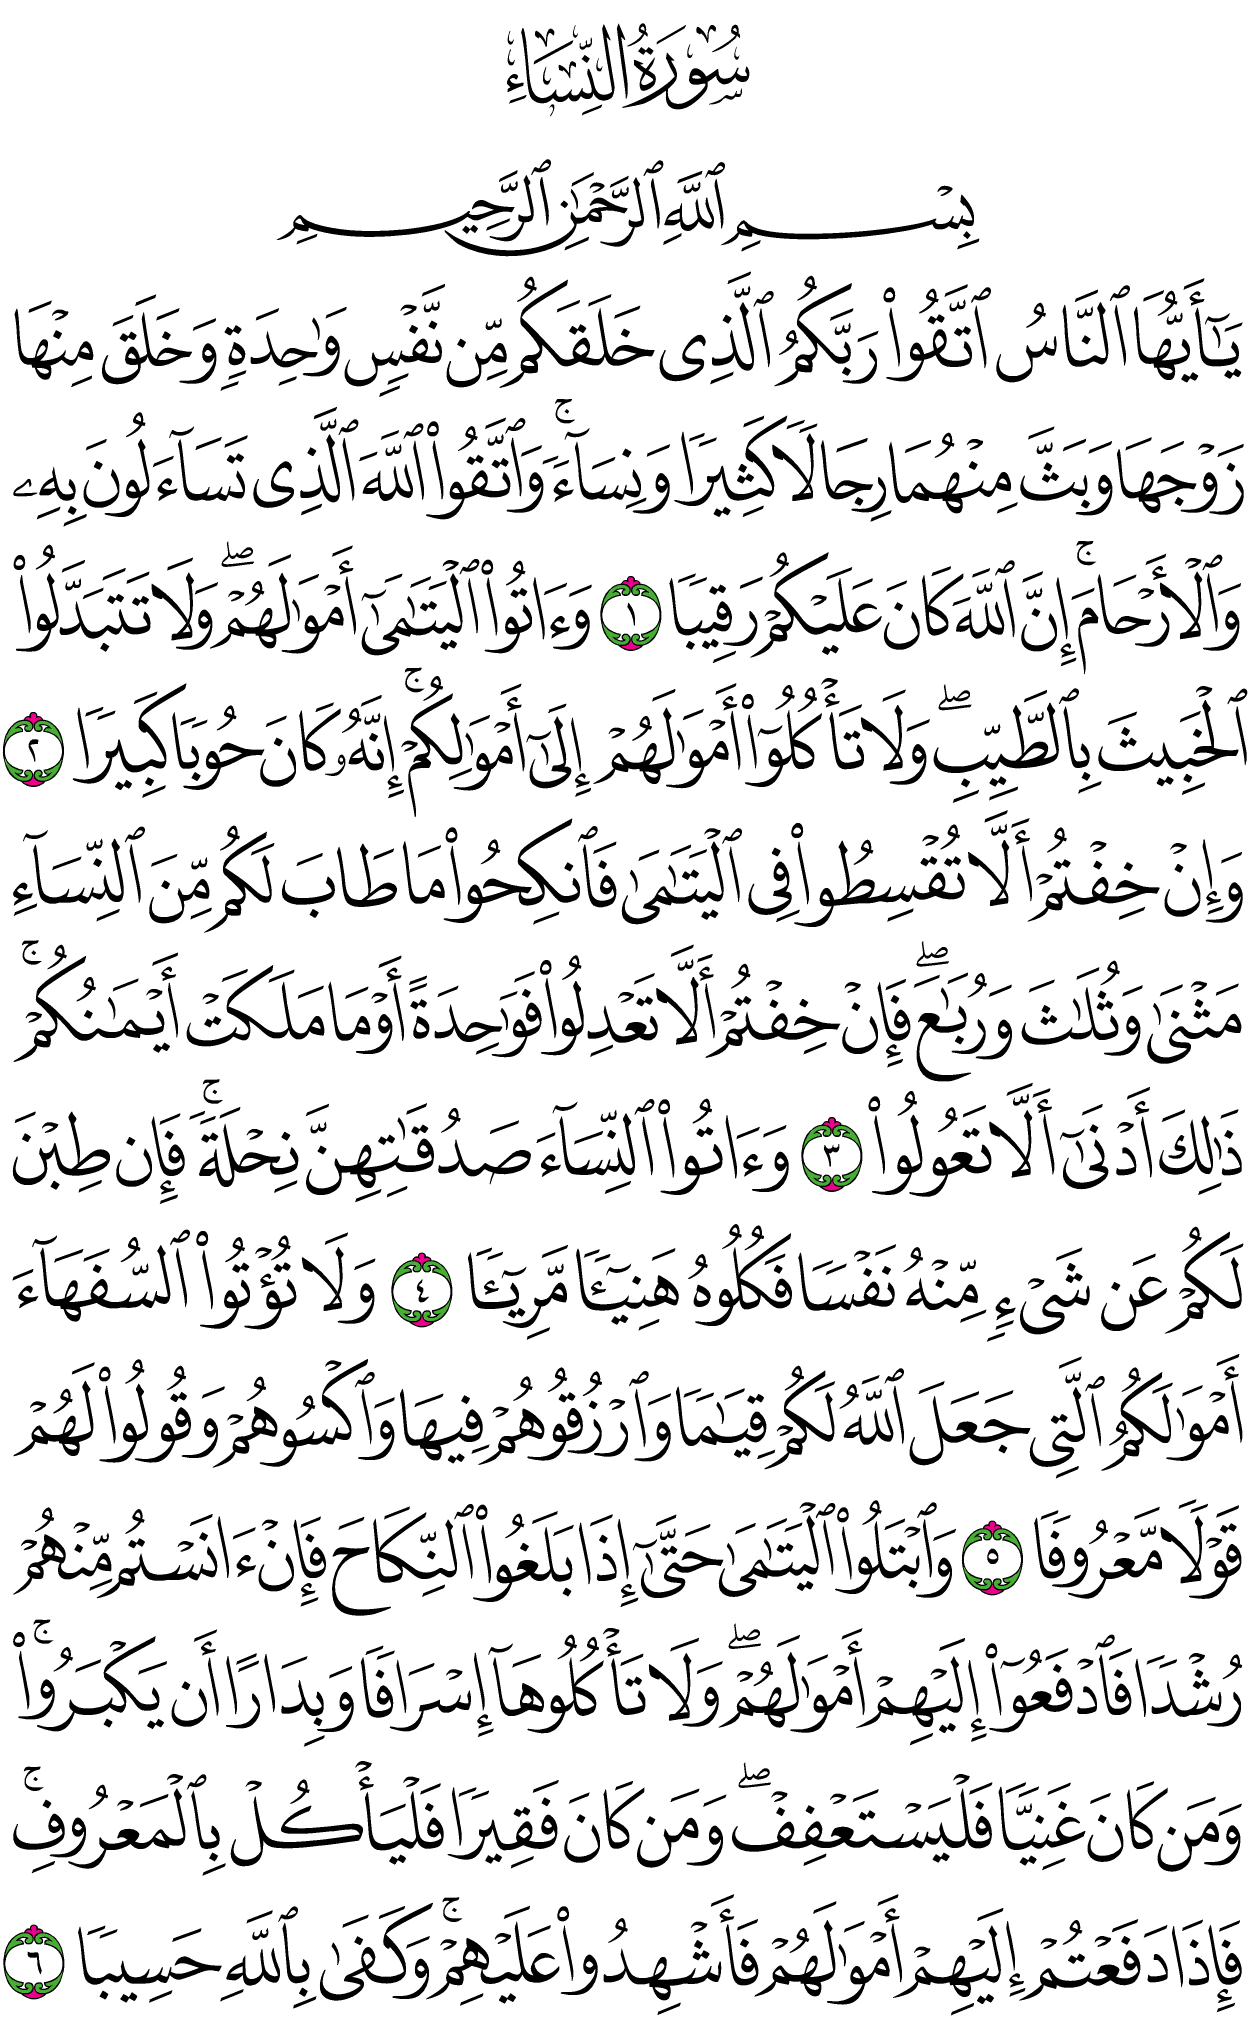 سُورَةُ النِّسَاءِ
بِسْمِ ٱللَّهِ ٱلرَّحْمَٰنِ ٱلرَّحِيمِ
يَٰٓأَيُّهَا ٱلنَّاسُ ٱتَّقُوا۟ رَبَّكُمُ ٱلَّذِى خَلَقَكُم مِّن نَّفْسٍ وَٰحِدَةٍ وَخَلَقَ مِنْهَا
زَوْجَهَا وَبَثَّ مِنْهُمَا رِجَالًا كَثِيرًا وَنِسَآءً ۚ وَٱتَّقُوا۟ ٱللَّهَ ٱلَّذِى تَسَآءَلُونَ بِهِۦ
وَٱلْأَرْحَامَ ۚ إِنَّ ٱللَّهَ كَانَ عَلَيْكُمْ رَقِيبًا ١ وَءَاتُوا۟ ٱلْيَتَٰمَىٰٓ أَمْوَٰلَهُمْ ۖ وَلَا تَتَبَدَّلُوا۟
ٱلْخَبِيثَ بِٱلطَّيِّبِ ۖ وَلَا تَأْكُلُوٓا۟ أَمْوَٰلَهُمْ إِلَىٰٓ أَمْوَٰلِكُمْ ۚ إِنَّهُۥ كَانَ حُوبًا كَبِيرًا ٢
وَإِنْ خِفْتُمْ أَلَّا تُقْسِطُوا۟ فِى ٱلْيَتَٰمَىٰ فَٱنكِحُوا۟ مَا طَابَ لَكُم مِّنَ ٱلنِّسَآءِ
مَثْنَىٰ وَثُلَٰثَ وَرُبَٰعَ ۖ فَإِنْ خِفْتُمْ أَلَّا تَعْدِلُوا۟ فَوَٰحِدَةً أَوْ مَا مَلَكَتْ أَيْمَٰنُكُمْ ۚ
ذَٰلِكَ أَدْنَىٰٓ أَلَّا تَعُولُوا۟ ٣ وَءَاتُوا۟ ٱلنِّسَآءَ صَدُقَٰتِهِنَّ نِحْلَةً ۚ فَإِن طِبْنَ
لَكُمْ عَن شَىْءٍ مِّنْهُ نَفْسًا فَكُلُوهُ هَنِيٓـًٔا مَّرِيٓـًٔا ٤ وَلَا تُؤْتُوا۟ ٱلسُّفَهَآءَ
أَمْوَٰلَكُمُ ٱلَّتِى جَعَلَ ٱللَّهُ لَكُمْ قِيَٰمًا وَٱرْزُقُوهُمْ فِيهَا وَٱكْسُوهُمْ وَقُولُوا۟ لَهُمْ
قَوْلًا مَّعْرُوفًا ٥ وَٱبْتَلُوا۟ ٱلْيَتَٰمَىٰ حَتَّىٰٓ إِذَا بَلَغُوا۟ ٱلنِّكَاحَ فَإِنْ ءَانَسْتُم مِّنْهُمْ
رُشْدًا فَٱدْفَعُوٓا۟ إِلَيْهِمْ أَمْوَٰلَهُمْ ۖ وَلَا تَأْكُلُوهَآ إِسْرَافًا وَبِدَارًا أَن يَكْبَرُوا۟ ۚ
وَمَن كَانَ غَنِيًّا فَلْيَسْتَعْفِفْ ۖ وَمَن كَانَ فَقِيرًا فَلْيَأْكُلْ بِٱلْمَعْرُوفِ ۚ
فَإِذَا دَفَعْتُمْ إِلَيْهِمْ أَمْوَٰلَهُمْ فَأَشْهِدُوا۟ عَلَيْهِمْ ۚ وَكَفَىٰ بِٱللَّهِ حَسِيبًا ٦